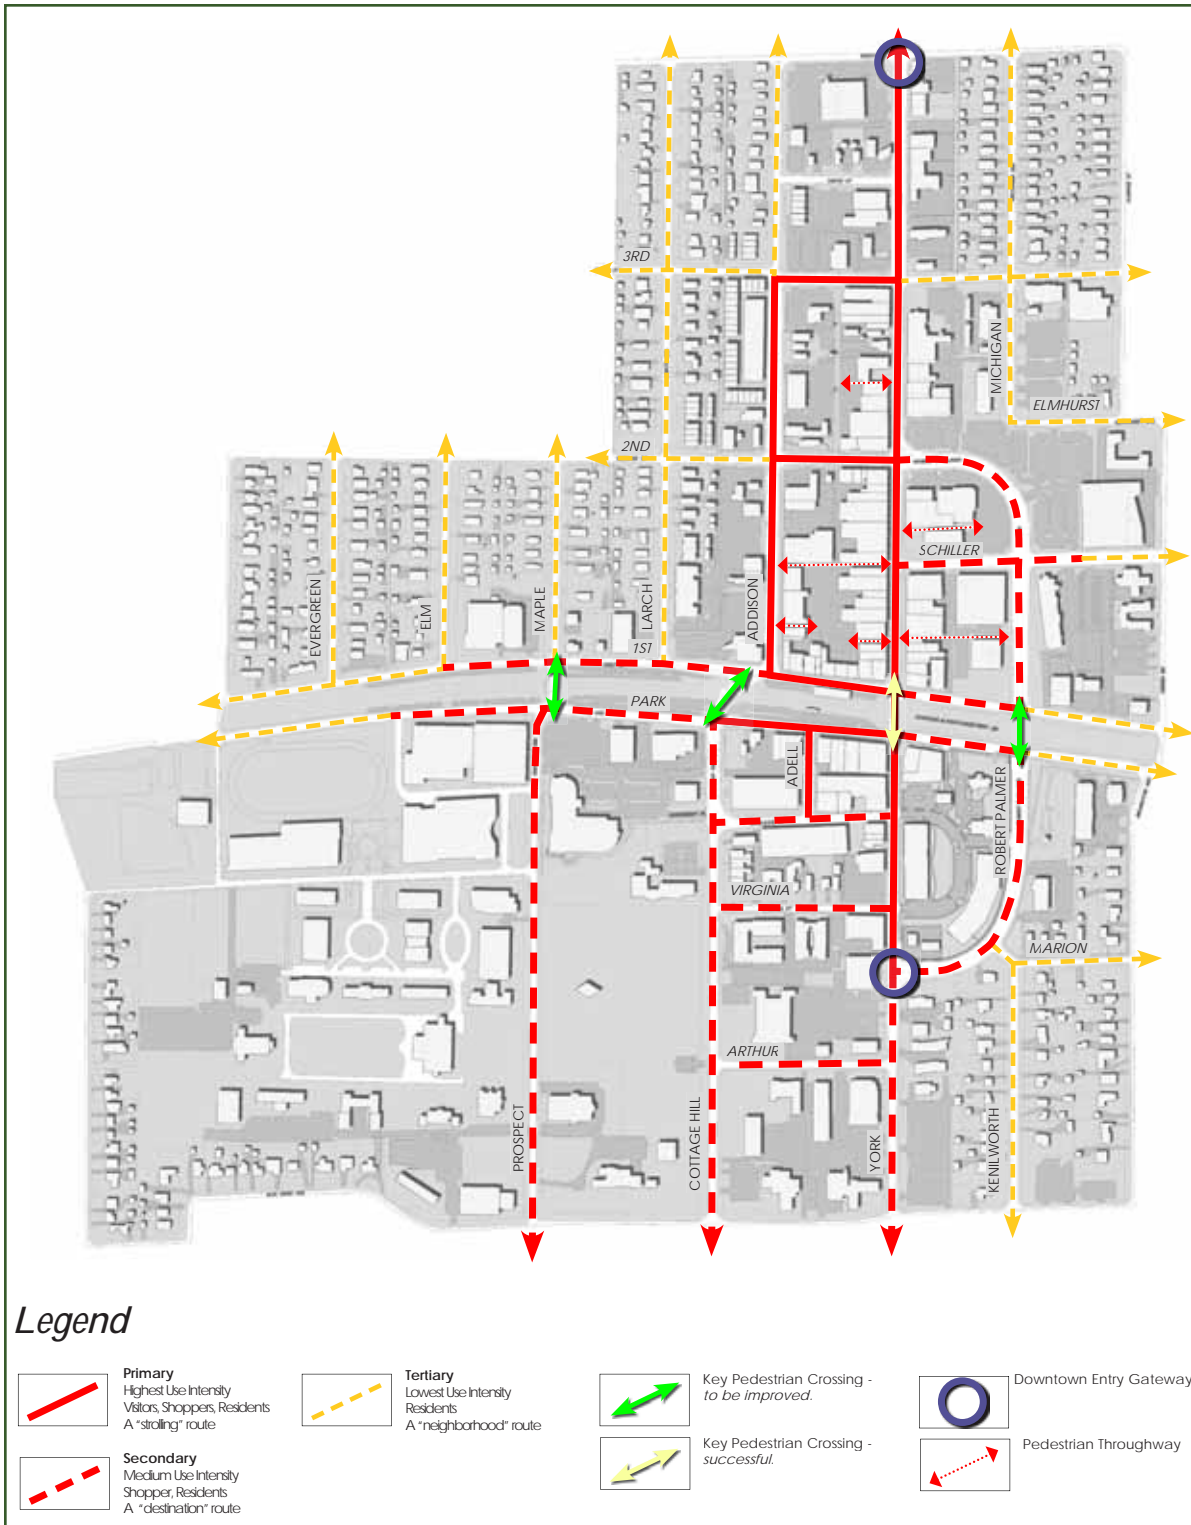 3RD
MICHIGAN
ELMHURST
2ND
SCHILLER
EVERGREEN
ELM
MAPLE
LARCH
ADDISON
1ST
PARK
ADELL
ROBERT PALMER
VIRGINIA
MARION
ARTHUR
PROSPECT
COTTAGE HILL
YORK
KENILWORTH
Legend
Primary
Highest Use Intensity
Visitors, Shoppers, Residents
A "strolling" route
Secondary
Medium Use Intensity
Shopper, Residents
A "destination" route
Tertiary
Lowest Use Intensity
Residents
A "neighborhood" route
Key Pedestrian Crossing -
to be improved.
Key Pedestrian Crossing -
successful.
Downtown Entry Gateway
Pedestrian Throughway